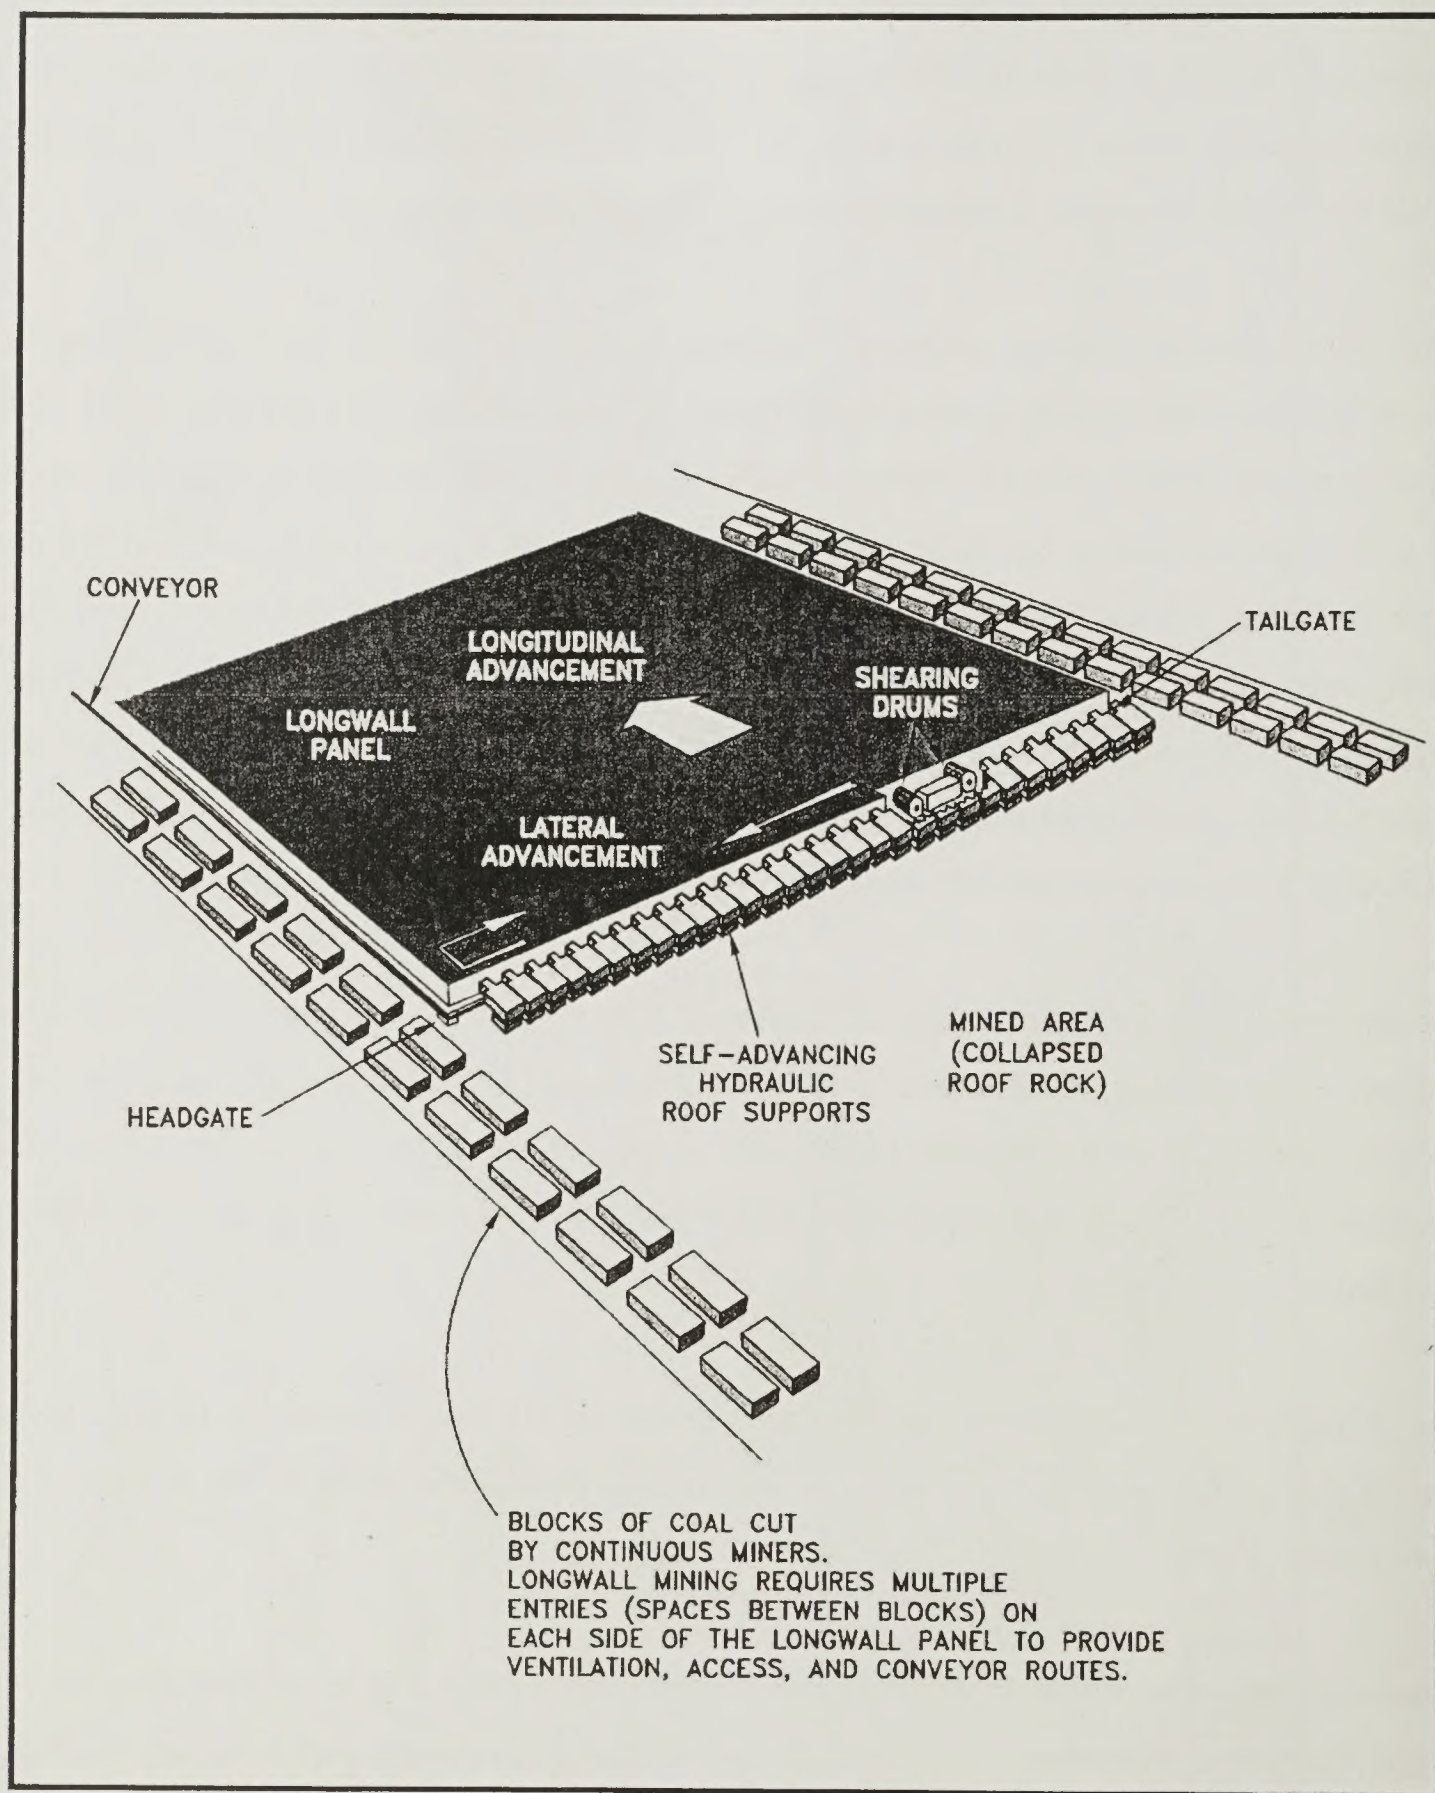 CONVEYOR
TAILGATE
LONGITUDINAL
ADVANCEMENT
SHEARING
DRUMS
LONGWALL
PANEL
LATERAL
ADVANCEMENT
MINED AREA
(COLLAPSED
ROOF ROCK)
SELF-ADVANCING
HYDRAULIC
ROOF SUPPORTS
HEADGATE
BLOCKS OF COAL CUT
BY CONTINUOUS MINERS.
LONGWALL MINING REQUIRES MULTIPLE
ENTRIES (SPACES BETWEEN BLOCKS) ON
EACH SIDE OF THE LONGWALL PANEL TO PROVIDE
VENTILATION, ACCESS, AND CONVEYOR ROUTES.